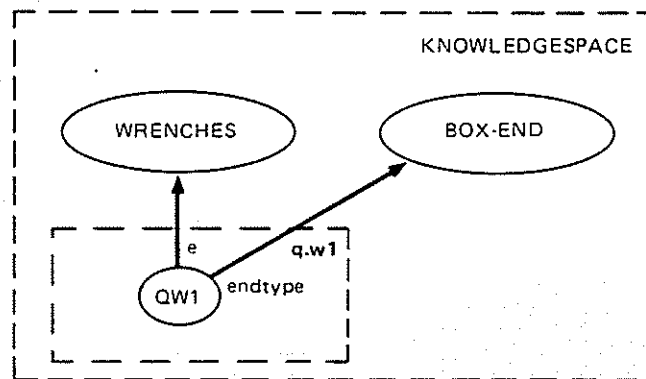 KNOWLEDGESPACE
WRENCHES
BOX-END
e
q.w1
QW1
endtype